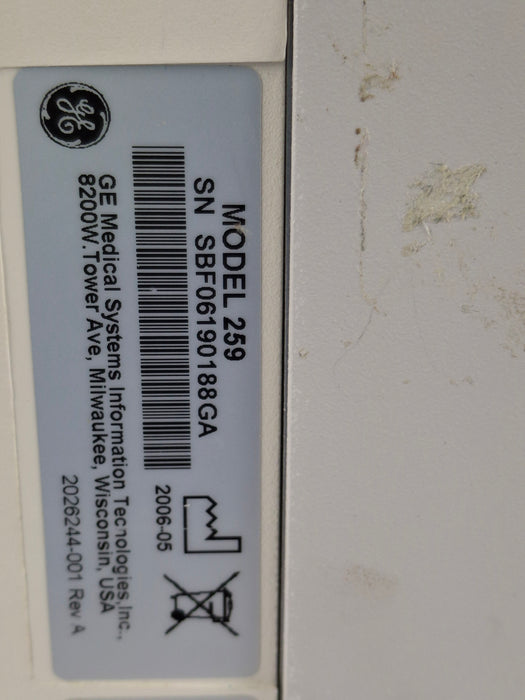 MODEL 259
SN SBF06190188GA
2006-05
GE Medical Systems Information Technologies,Inc.,
8200W.Tower Ave, Milwaukee, Wisconsin, USA
2026244-001 Rev A